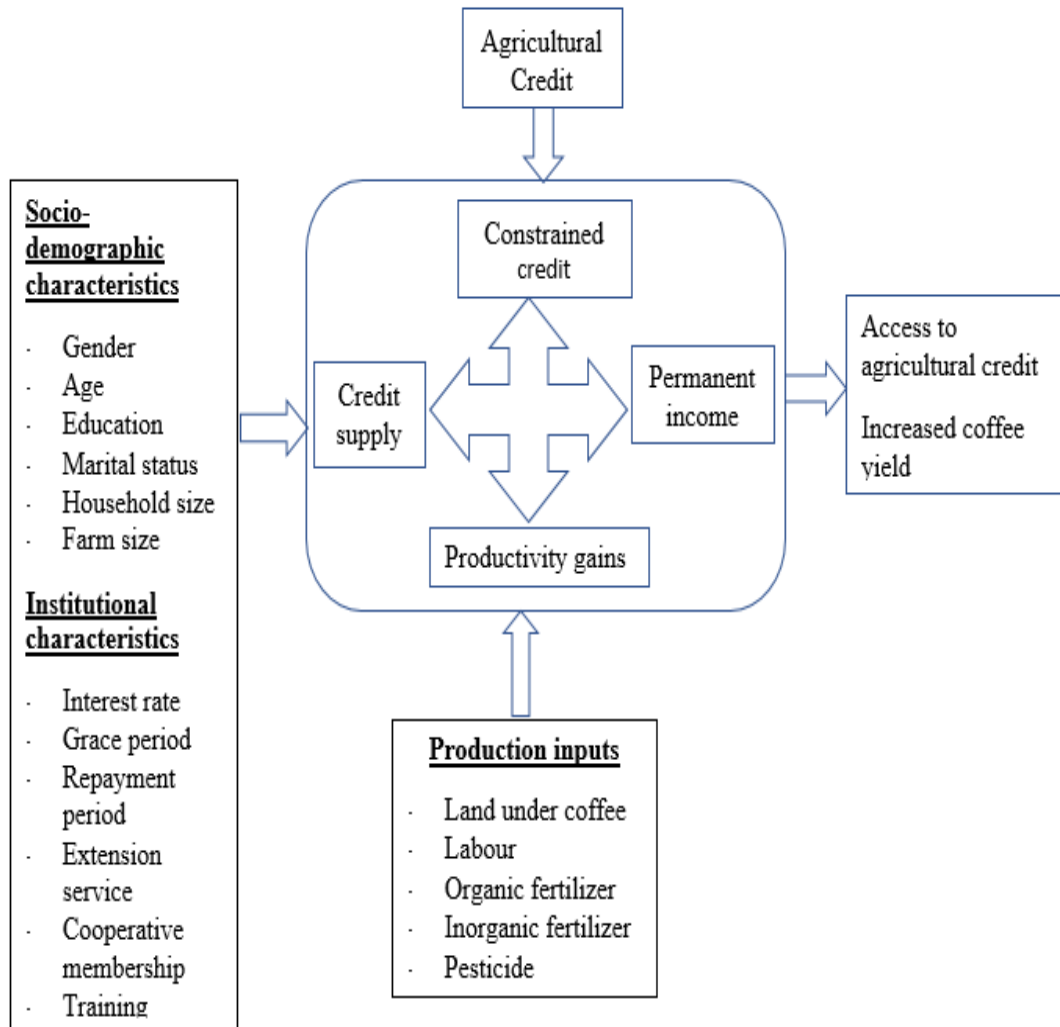 Agricultural
Credit
Socio-
demographic
characteristics
· Gender
· Age
· Education
· Marital status
· Household size
· Farm size
Institutional
characteristics
· Interest rate
· Grace period
· Repayment
period
· Extension
service
· Cooperative
membership
· Training
Constrained
credit
Credit
supply
Permanent
income
Productivity gains
Access to
agricultural credit
Increased coffee
yield
Production inputs
· Land under coffee
· Labour
· Organic fertilizer
· Inorganic fertilizer
· Pesticide